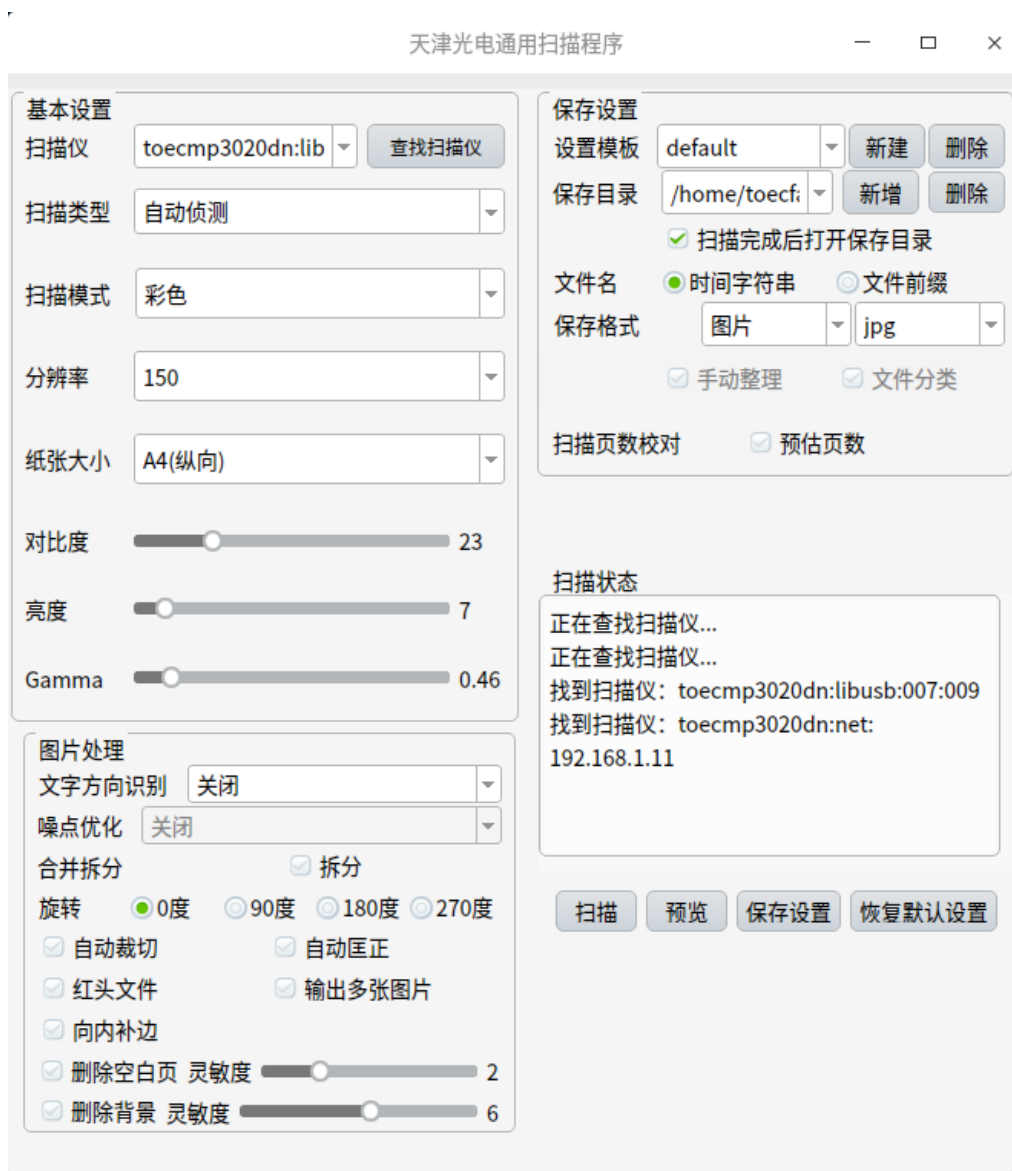 天津光电通用扫描程序
基本设置
扫描仪 toecmp3020dn:lib 查找扫描仪
扫描类型 自动侦测
扫描模式 彩色
分辨率 150
纸张大小 A4(纵向)
对比度 23
亮度 7
Gamma 0.46
图片处理
文字方向识别 关闭
噪点优化 关闭
合并拆分 拆分
旋转 0度 90度 180度 270度
自动裁切 自动匡正
红头文件 输出多张图片
向内补边
删除空白页 灵敏度 2
删除背景 灵敏度 6
保存设置
设置模板 default 新建 删除
保存目录 /home/toecfa 新增 删除
扫描完成后打开保存目录
文件名 时间字符串 文件前缀
保存格式 图片 jpg
手动整理 文件分类
扫描页数校对 预估页数
扫描状态
正在查找扫描仪...
正在查找扫描仪...
找到扫描仪：toecmp3020dn:libusb:007:009
找到扫描仪：toecmp3020dn:net:
192.168.1.11
扫描 预览 保存设置 恢复默认设置